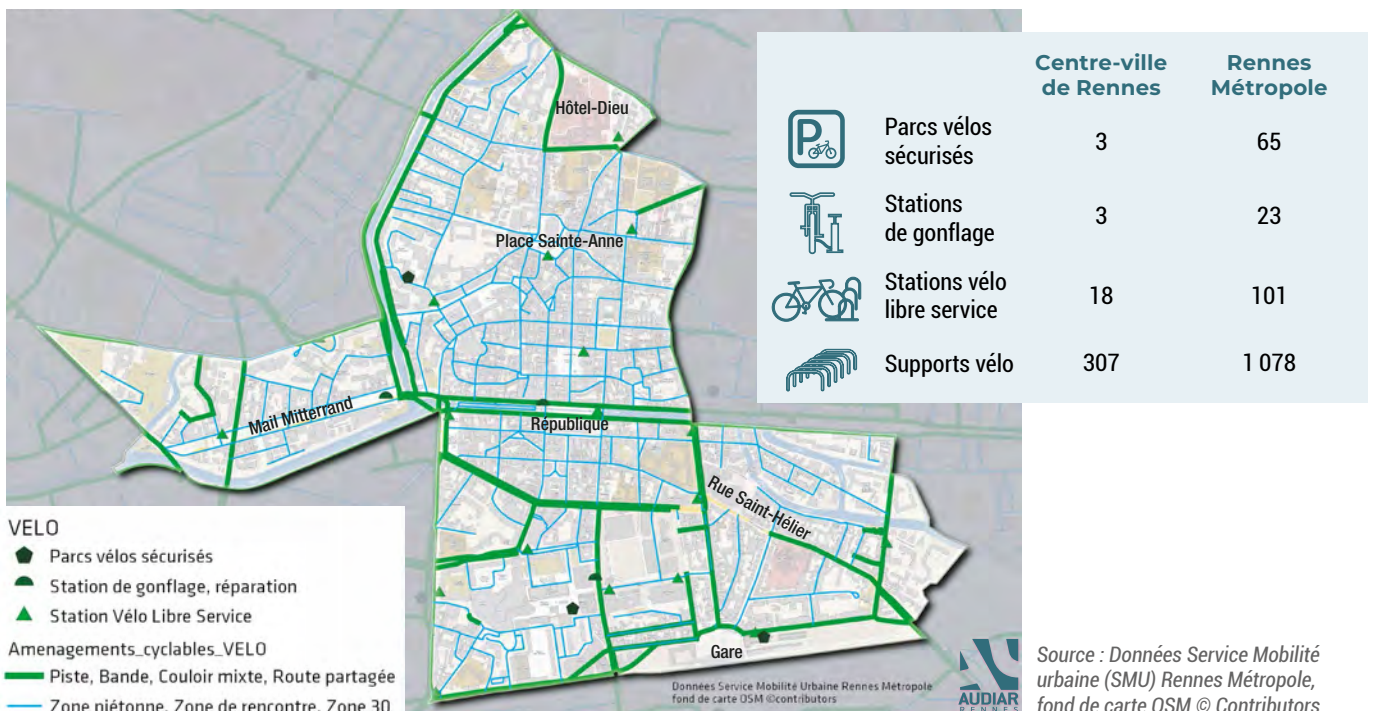 Hôtel-Dieu
Place Sainte-Anne
Mail Mitterrand
République
Rue Saint-Hélier
Gare
Centre-ville
de Rennes
Rennes
Métropole
P
Parcs vélos
sécurisés
3
65
Stations
de gonflage
3
23
Stations vélo
libre service
18
101
Supports vélo
307
1 078
VELO
Parcs vélos sécurisés
Station de gonflage, réparation
Station Vélo Libre Service
Amenagements_cyclables_VELO
Piste, Bande, Couloir mixte, Route partagée
Zone piétonne, Zone de rencontre, Zone 30
Données Service Mobilité Urbaine Rennes Métropole
fond de carte OSM ©contributors
AUDIAR
RENNES
Source : Données Service Mobilité
urbaine (SMU) Rennes Métropole,
fond de carte OSM © Contributors